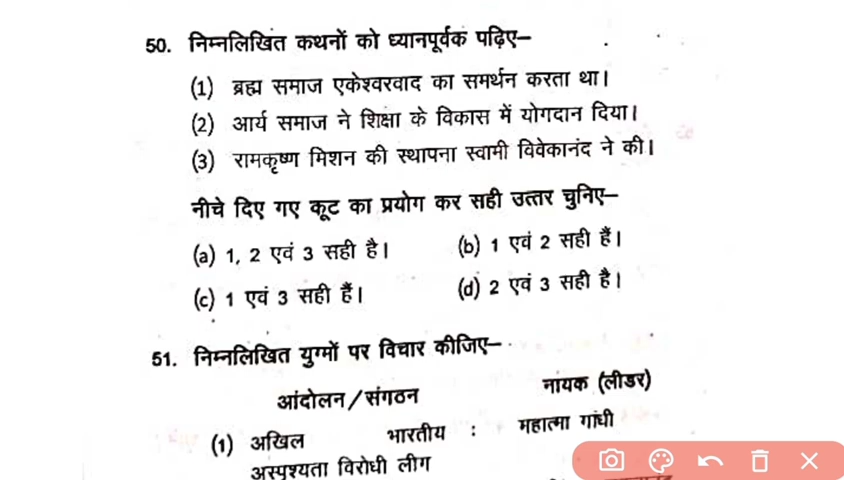 50. निम्नलिखित कथनों को ध्यानपूर्वक पढ़िए–
(1) ब्रह्म समाज एकेश्वरवाद का समर्थन करता था।
(2) आर्य समाज ने शिक्षा के विकास में योगदान दिया।
(3) रामकृष्ण मिशन की स्थापना स्वामी विवेकानंद ने की।
नीचे दिए गए कूट का प्रयोग कर सही उत्तर चुनिए–
(a) 1, 2 एवं 3 सही है। (b) 1 एवं 2 सही हैं।
(c) 1 एवं 3 सही हैं। (d) 2 एवं 3 सही है।
51. निम्नलिखित युग्मों पर विचार कीजिए–
आंदोलन/संगठन नायक (लीडर)
(1) अखिल भारतीय : महात्मा गांधी
अस्पृश्यता विरोधी लीग